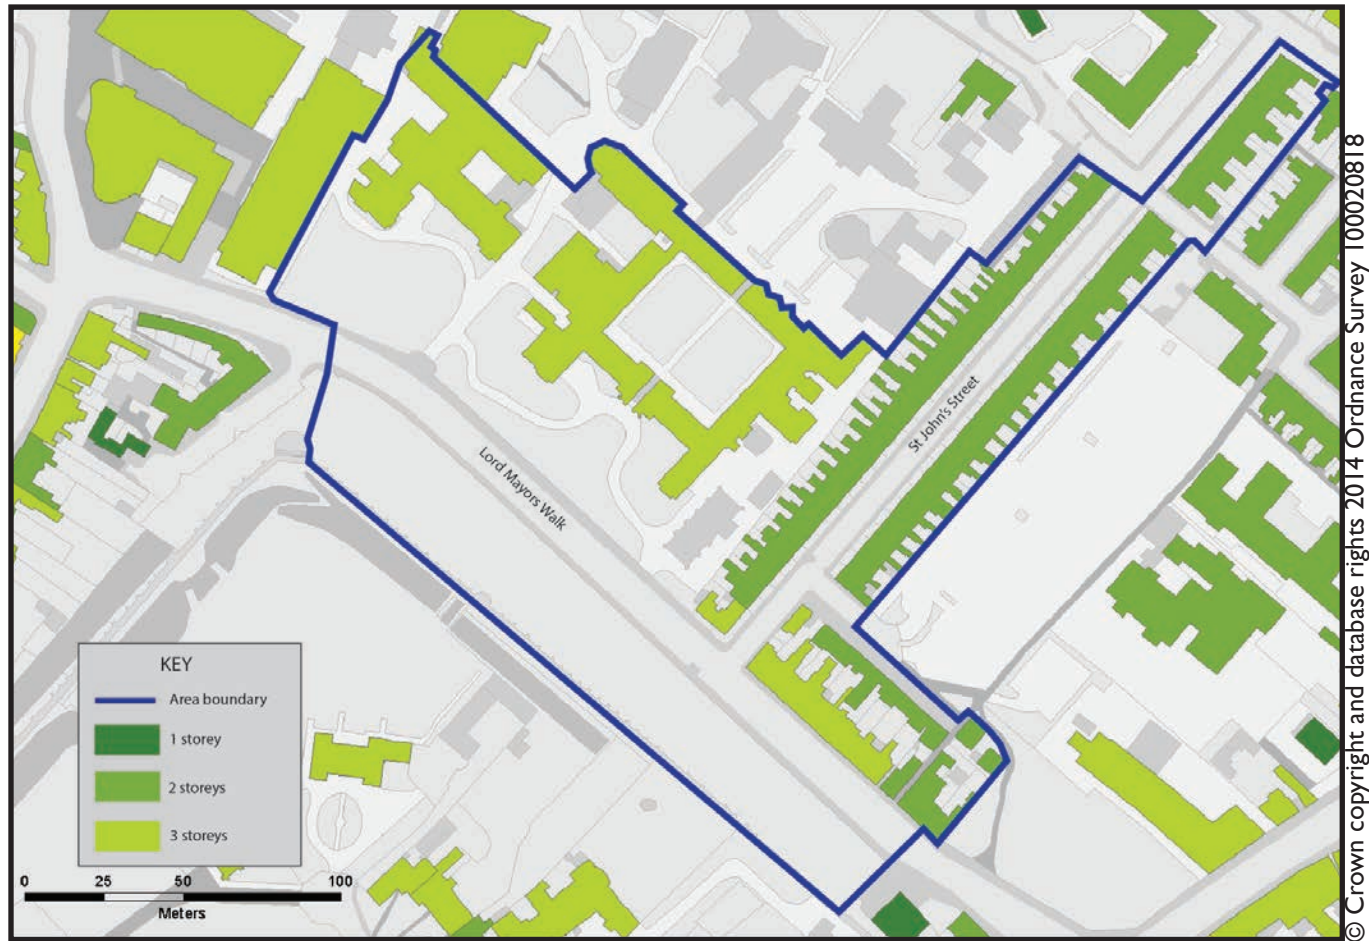 Lord Mayors Walk
St John's Street
KEY
Area boundary
1 storey
2 storeys
3 storeys
0 25 50 100
Meters
© Crown copyright and database rights 2014 Ordnance Survey 100020818